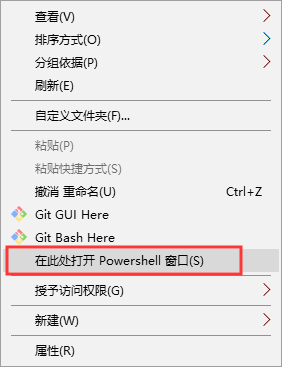 查看(V)
排序方式(O)
分组依据(P)
刷新(E)
自定义文件夹(F)...
粘贴(P)
粘贴快捷方式(S)
撤消 重命名(U) Ctrl+Z
Git GUI Here
Git Bash Here
在此处打开 Powershell 窗口(S)
授予访问权限(G)
新建(W)
属性(R)